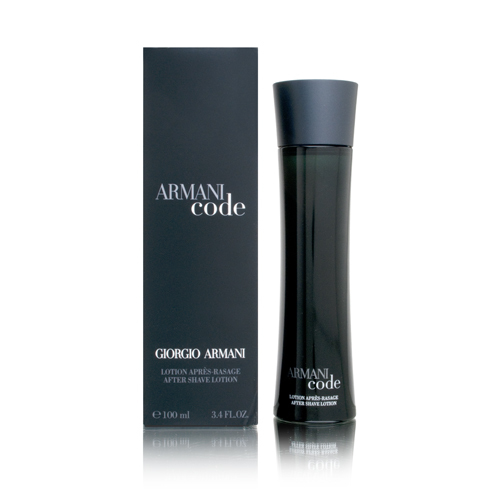 ARMANI
code
GIORGIO ARMANI
LOTION APRÈS-RASAGE
AFTER SHAVE LOTION
e 100 ml 3.4 FL.OZ.
ARMANI
code
LOTION APRÈS-RASAGE
AFTER SHAVE LOTION